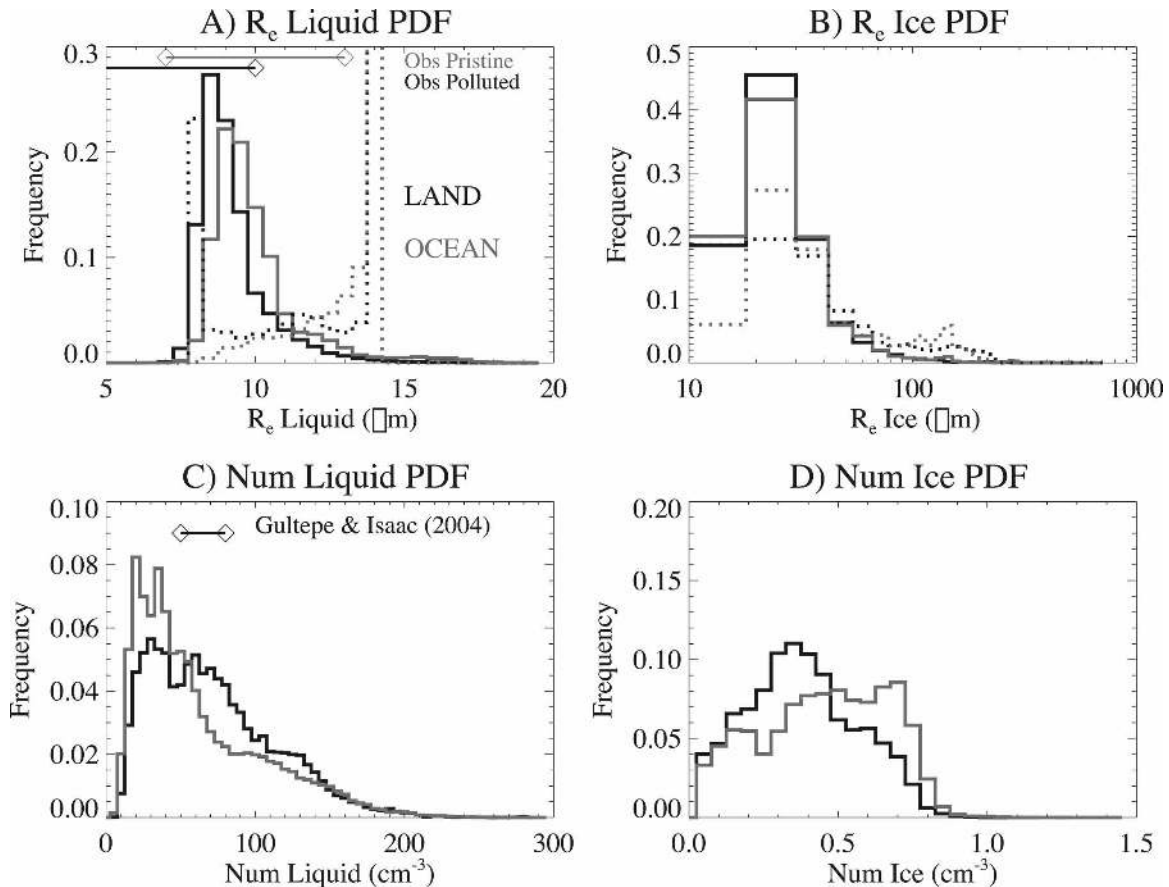 A) Re Liquid PDF
0.3
0.2
0.1
0.0
Frequency
Obs Pristine
Obs Polluted
LAND
OCEAN
5 10 15 20
Re Liquid (□m)
B) Re Ice PDF
0.5
0.4
0.3
0.2
0.1
0.0
Frequency
10 100 1000
Re Ice (□m)
C) Num Liquid PDF
0.10
0.08
0.06
0.04
0.02
0.00
Frequency
Gultepe & Isaac (2004)
0 100 200 300
Num Liquid (cm-3)
D) Num Ice PDF
0.20
0.15
0.10
0.05
0.00
Frequency
0.0 0.5 1.0 1.5
Num Ice (cm-3)